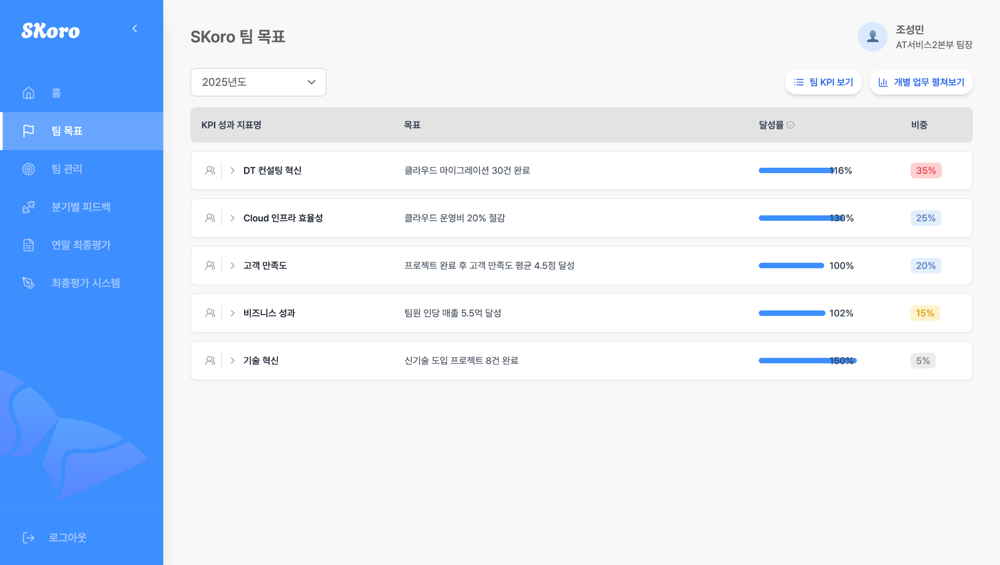 SKoro
홈
팀 목표
팀 관리
분기별 피드백
연말 최종평가
최종평가 시스템
로그아웃
SKoro 팀 목표
조성민
AT서비스2본부 팀장
2025년도
팀 KPI 보기
개별 업무 펼쳐보기
KPI 성과 지표명 목표 달성률 비중
DT 컨설팅 혁신 클라우드 마이그레이션 30건 완료 116% 35%
Cloud 인프라 효율성 클라우드 운영비 20% 절감 130% 25%
고객 만족도 프로젝트 완료 후 고객 만족도 평균 4.5점 달성 100% 20%
비즈니스 성과 팀원 인당 매출 5.5억 달성 102% 15%
기술 혁신 신기술 도입 프로젝트 8건 완료 150% 5%